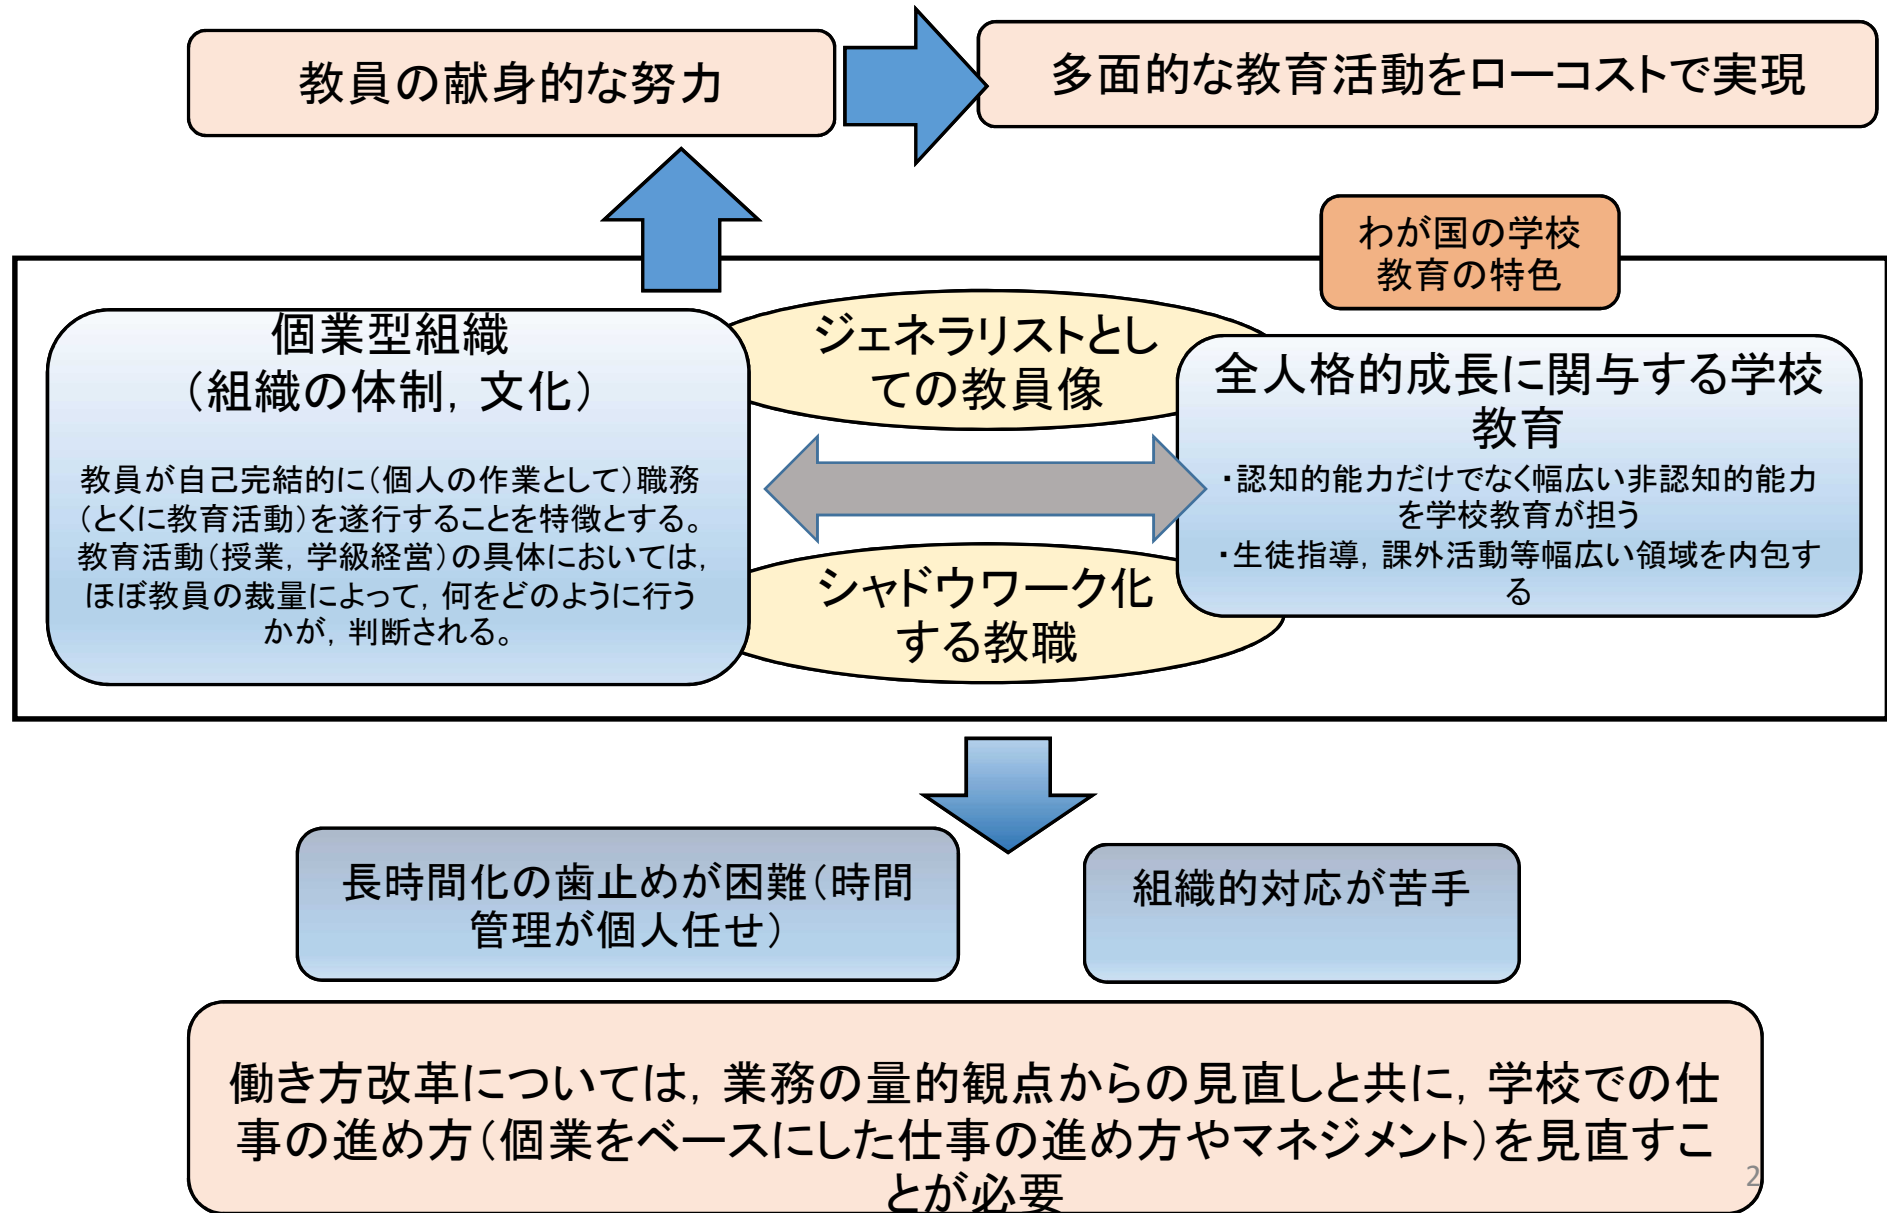 教員の献身的な努力
多面的な教育活動をローコストで実現
わが国の学校
教育の特色
個業型組織
（組織の体制，文化）
教員が自己完結的に（個人の作業として）職務
（とくに教育活動）を遂行することを特徴とする。
教育活動（授業，学級経営）の具体においては，
ほぼ教員の裁量によって，何をどのように行う
かが，判断される。
ジェネラリストとし
ての教員像
シャドウワーク化
する教職
全人格的成長に関与する学校
教育
・認知的能力だけでなく幅広い非認知的能力
を学校教育が担う
・生徒指導，課外活動等幅広い領域を内包す
る
長時間化の歯止めが困難（時間
管理が個人任せ）
組織的対応が苦手
働き方改革については，業務の量的観点からの見直しと共に，学校での仕
事の進め方（個業をベースにした仕事の進め方やマネジメント）を見直すこ
とが必要
2